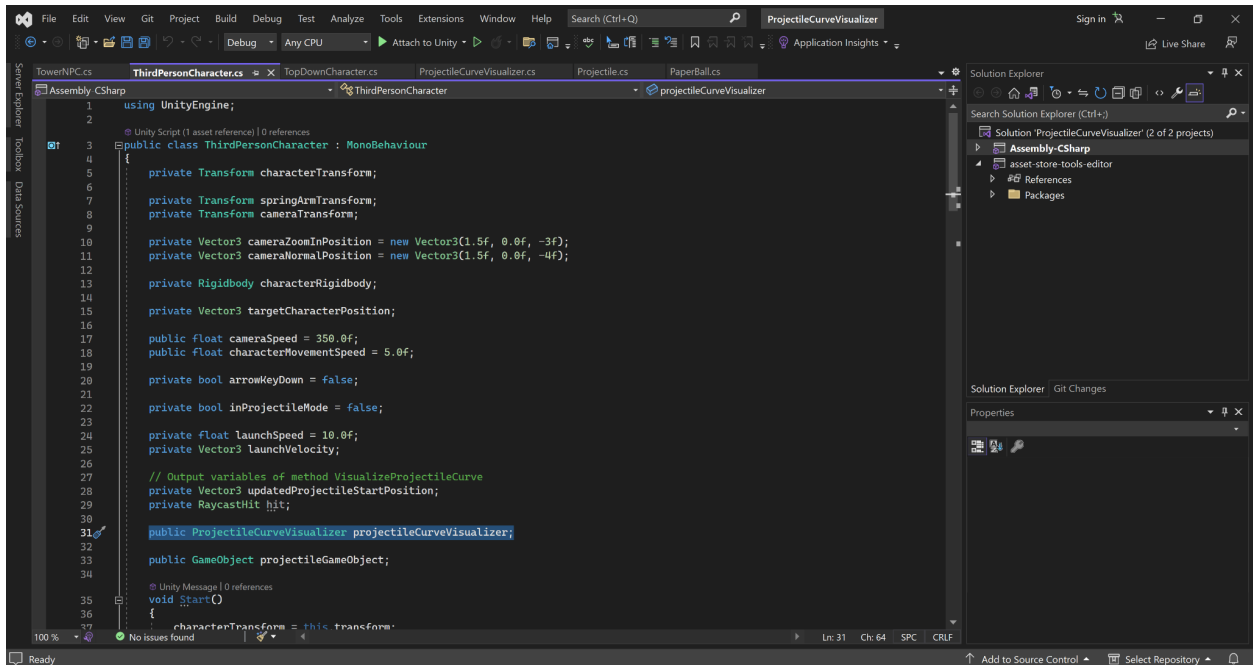 File Edit View Git Project Build Debug Test Analyze Tools Extensions Window Help Search (Ctrl+Q) ProjectileCurveVisualizer Sign in
Debug Any CPU Attach to Unity Application Insights Live Share
Server Explorer
Toolbox
Data Sources
TowerNPC.cs ThirdPersonCharacter.cs TopDownCharacter.cs ProjectileCurveVisualizer.cs Projectile.cs PaperBall.cs
Assembly-CSharp ThirdPersonCharacter projectileCurveVisualizer
1 using UnityEngine;
2
Unity Script (1 asset reference) | 0 references
3 public class ThirdPersonCharacter : MonoBehaviour
4 {
5 private Transform characterTransform;
6
7 private Transform springArmTransform;
8 private Transform cameraTransform;
9
10 private Vector3 cameraZoomInPosition = new Vector3(1.5f, 0.0f, -3f);
11 private Vector3 cameraNormalPosition = new Vector3(1.5f, 0.0f, -4f);
12
13 private Rigidbody characterRigidbody;
14
15 private Vector3 targetCharacterPosition;
16
17 public float cameraSpeed = 350.0f;
18 public float characterMovementSpeed = 5.0f;
19
20 private bool arrowKeyDown = false;
21
22 private bool inProjectileMode = false;
23
24 private float launchSpeed = 10.0f;
25 private Vector3 launchVelocity;
26
27 // Output variables of method VisualizeProjectileCurve
28 private Vector3 updatedProjectileStartPosition;
29 private RaycastHit hit;
30
31 public ProjectileCurveVisualizer projectileCurveVisualizer;
32
33 public GameObject projectileGameObject;
34
Unity Message | 0 references
35 void Start()
36 {
37 characterTransform = this.transform;
100 % No issues found Ln: 31 Ch: 64 SPC CRLF
Solution Explorer
Search Solution Explorer (Ctrl+;)
Solution 'ProjectileCurveVisualizer' (2 of 2 projects)
Assembly-CSharp
asset-store-tools-editor
References
Packages
Solution Explorer Git Changes
Properties
Ready Add to Source Control Select Repository